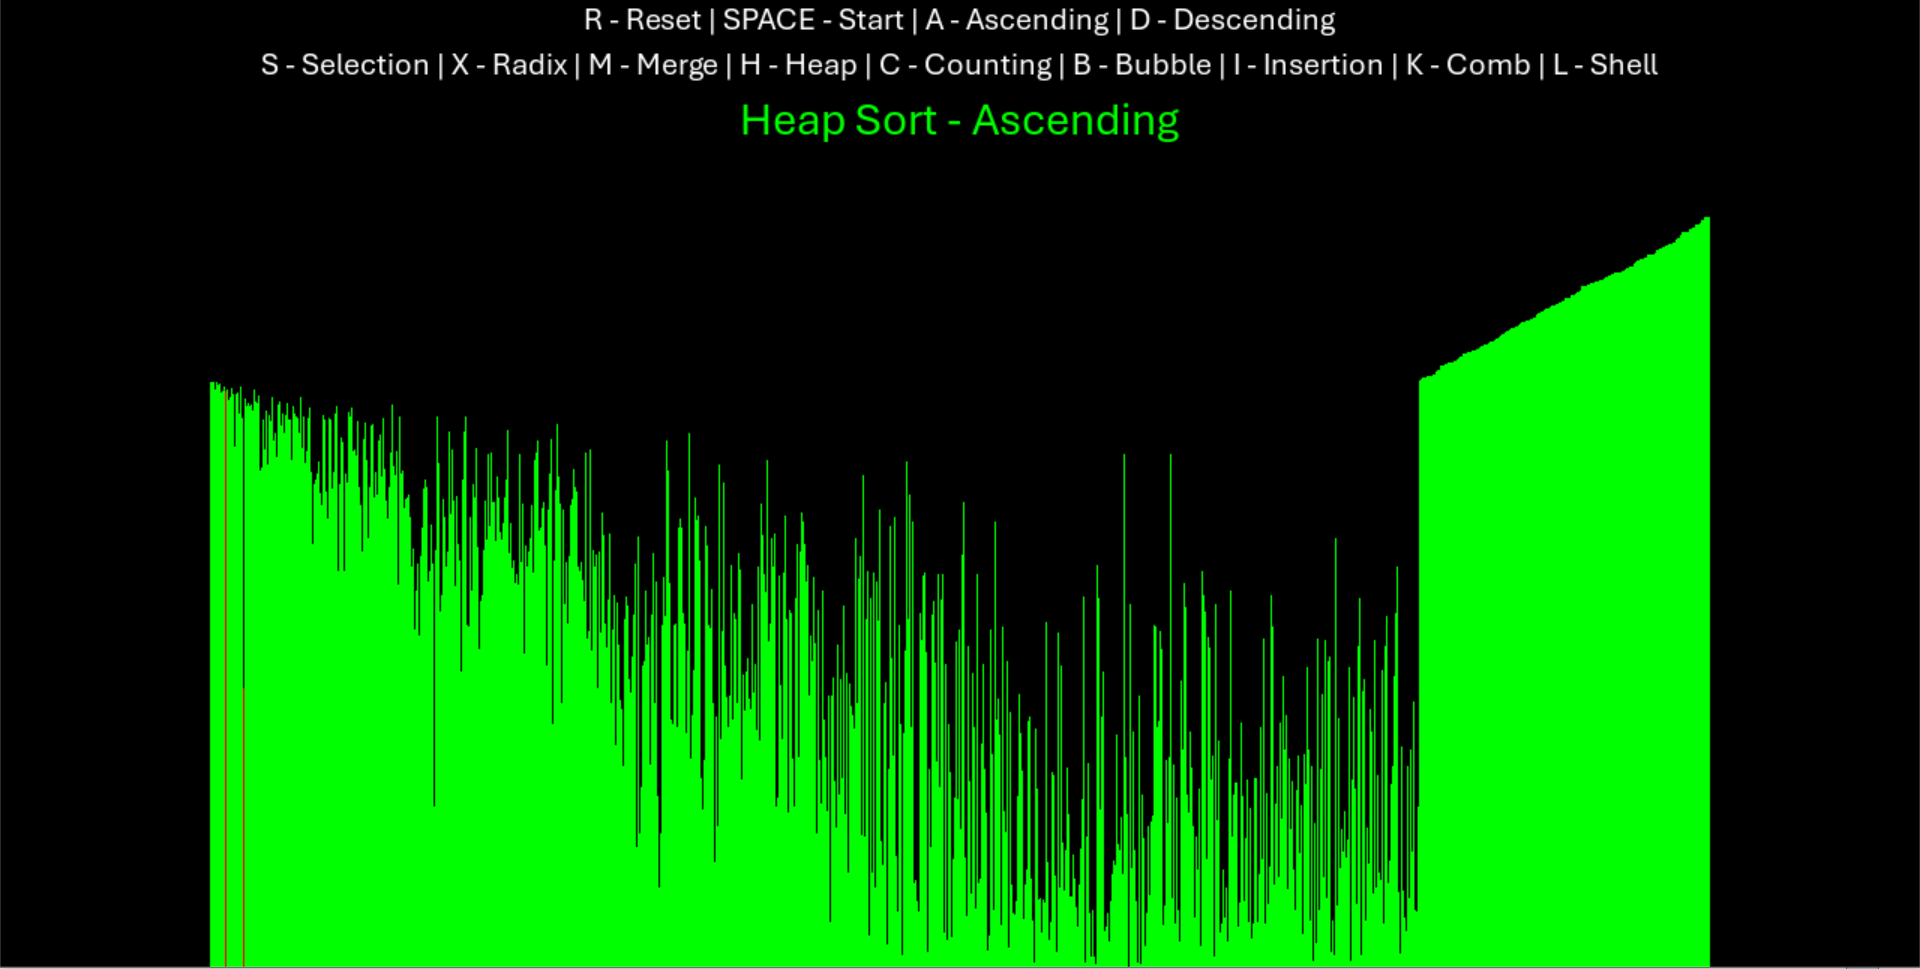 R - Reset | SPACE - Start | A - Ascending | D - Descending
S - Selection | X - Radix | M - Merge | H - Heap | C - Counting | B - Bubble | I - Insertion | K - Comb | L - Shell
Heap Sort - Ascending